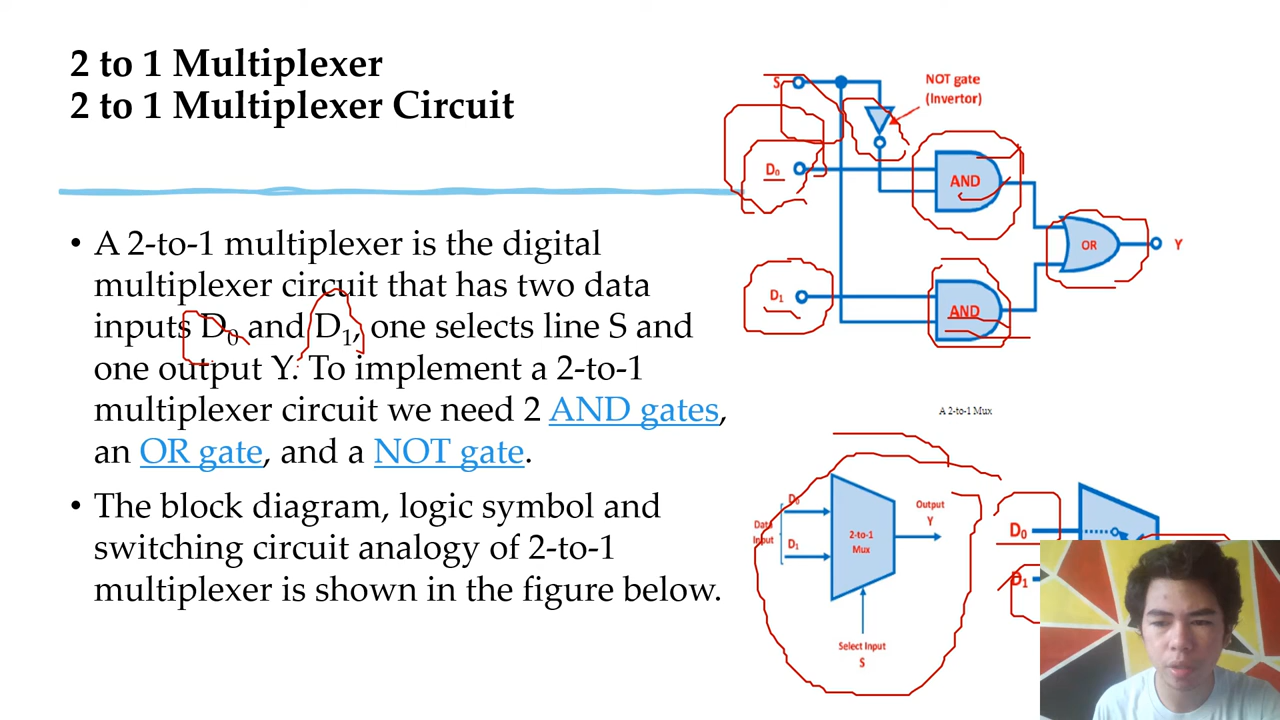 2 to 1 Multiplexer
2 to 1 Multiplexer Circuit
• A 2-to-1 multiplexer is the digital
multiplexer circuit that has two data
inputs D0 and D1, one selects line S and
one output Y. To implement a 2-to-1
multiplexer circuit we need 2 AND gates,
an OR gate, and a NOT gate.
• The block diagram, logic symbol and
switching circuit analogy of 2-to-1
multiplexer is shown in the figure below.
S
NOT gate
(Invertor)
D0
AND
OR
Y
D1
AND
A 2-to-1 Mux
D0
Data
Input
D1
2-to-1
Mux
Output
Y
Select Input
S
D0
D1